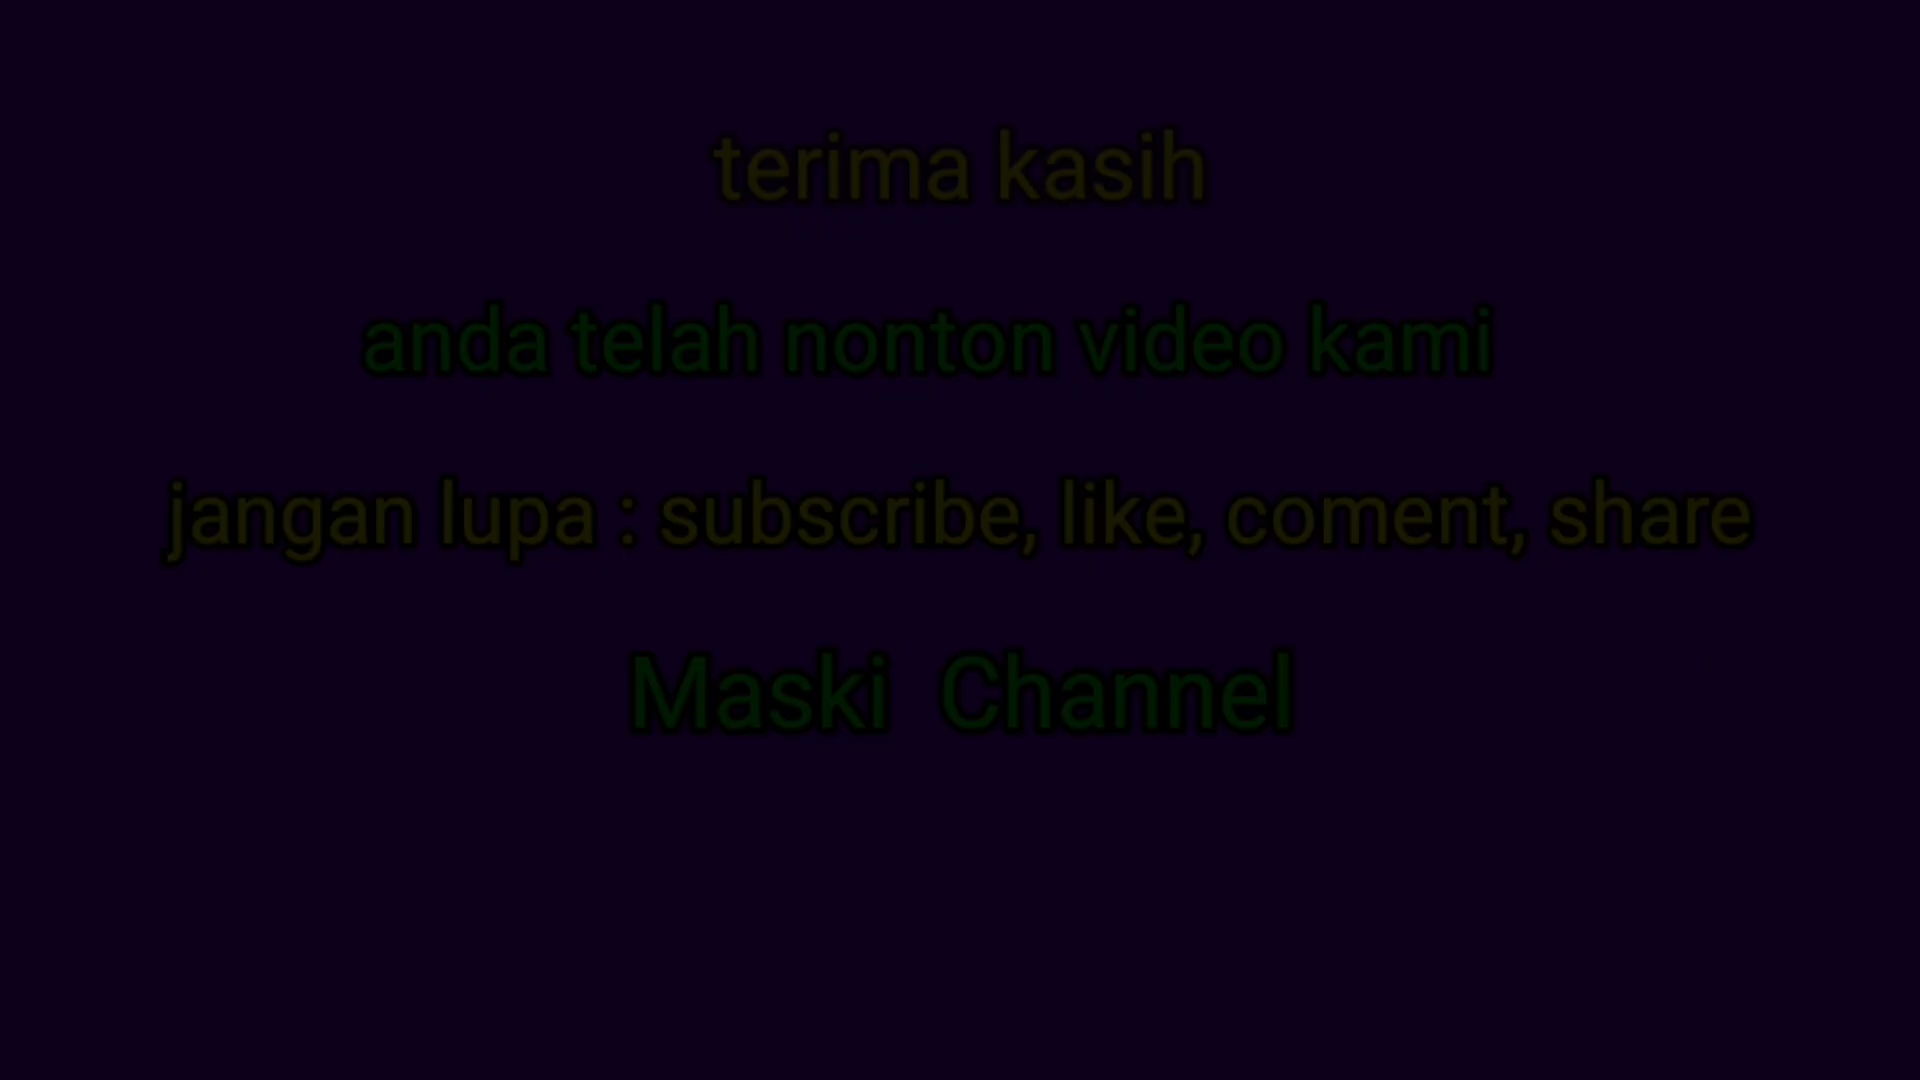 terima kasih
anda telah nonton video kami
jangan lupa : subscribe, like, coment, share
Maski  Channel